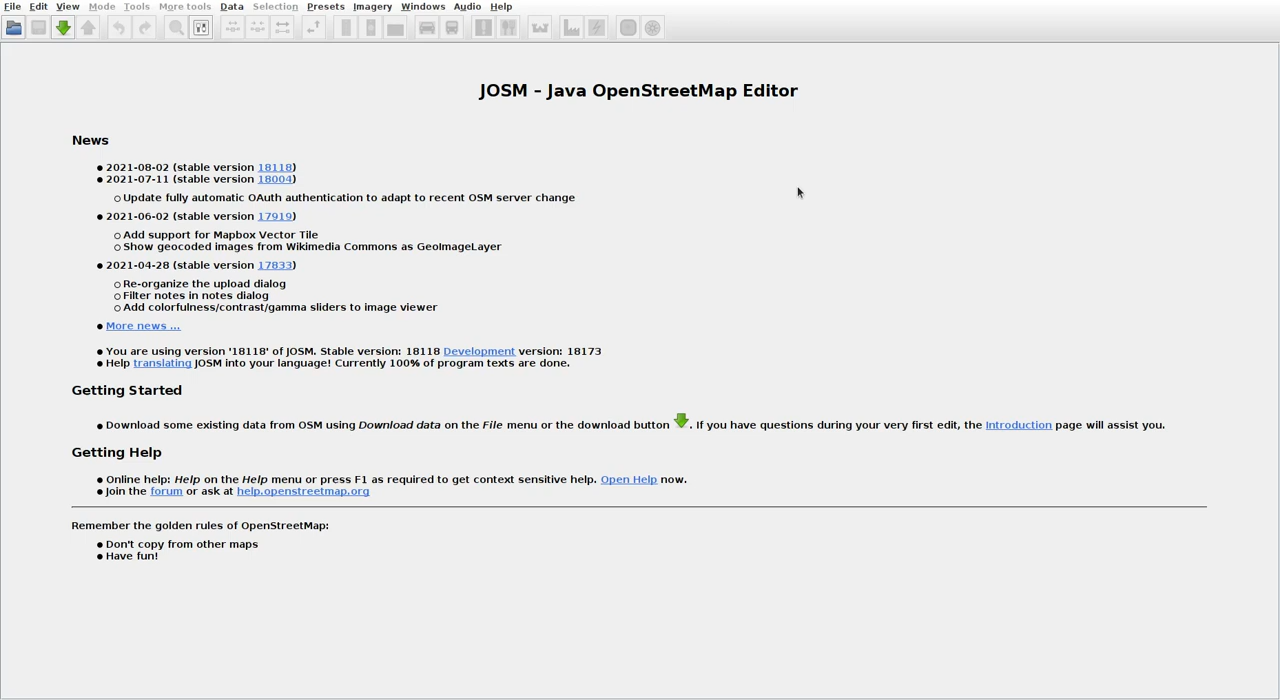 File Edit View Mode Tools More tools Data Selection Presets Imagery Windows Audio Help
JOSM – Java OpenStreetMap Editor
News
2021-08-02 (stable version 18118)
2021-07-11 (stable version 18004)
Update fully automatic OAuth authentication to adapt to recent OSM server change
2021-06-02 (stable version 17919)
Add support for Mapbox Vector Tile
Show geocoded images from Wikimedia Commons as GeoImageLayer
2021-04-28 (stable version 17833)
Re-organize the upload dialog
Filter notes in notes dialog
Add colorfulness/contrast/gamma sliders to image viewer
More news ...
You are using version '18118' of JOSM. Stable version: 18118 Development version: 18173
Help translating JOSM into your language! Currently 100% of program texts are done.
Getting Started
Download some existing data from OSM using Download data on the File menu or the download button . If you have questions during your very first edit, the Introduction page will assist you.
Getting Help
Online help: Help on the Help menu or press F1 as required to get context sensitive help. Open Help now.
Join the forum or ask at help.openstreetmap.org
Remember the golden rules of OpenStreetMap:
Don't copy from other maps
Have fun!